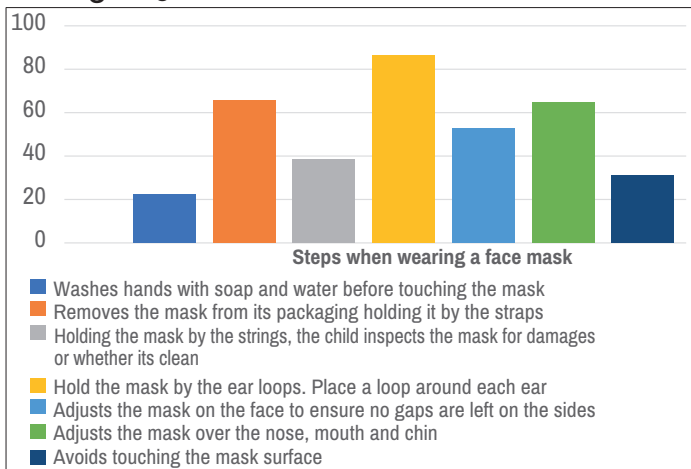 100
80
60
40
20
0
Steps when wearing a face mask
Washes hands with soap and water before touching the mask
Removes the mask from its packaging holding it by the straps
Holding the mask by the strings, the child inspects the mask for damages
or whether its clean
Hold the mask by the ear loops. Place a loop around each ear
Adjusts the mask on the face to ensure no gaps are left on the sides
Adjusts the mask over the nose, mouth and chin
Avoids touching the mask surface